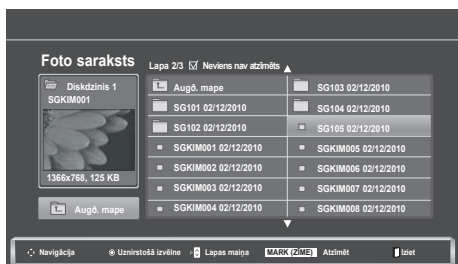 Foto saraksts
Lapa 2/3 Neviens nav atzīmēts
Diskdzinis 1
SGKIM001
1366x768, 125 KB
Augð. mape
Augð. mape
SG101 02/12/2010
SG102 02/12/2010
SGKIM001 02/12/2010
SGKIM002 02/12/2010
SGKIM003 02/12/2010
SGKIM004 02/12/2010
SG103 02/12/2010
SG104 02/12/2010
SG105 02/12/2010
SGKIM005 02/12/2010
SGKIM006 02/12/2010
SGKIM007 02/12/2010
SGKIM008 02/12/2010
Navigācija Uznirstošā izvēlne P Lapas maiņa MARK (ZĪME) Atzīmēt Iziet